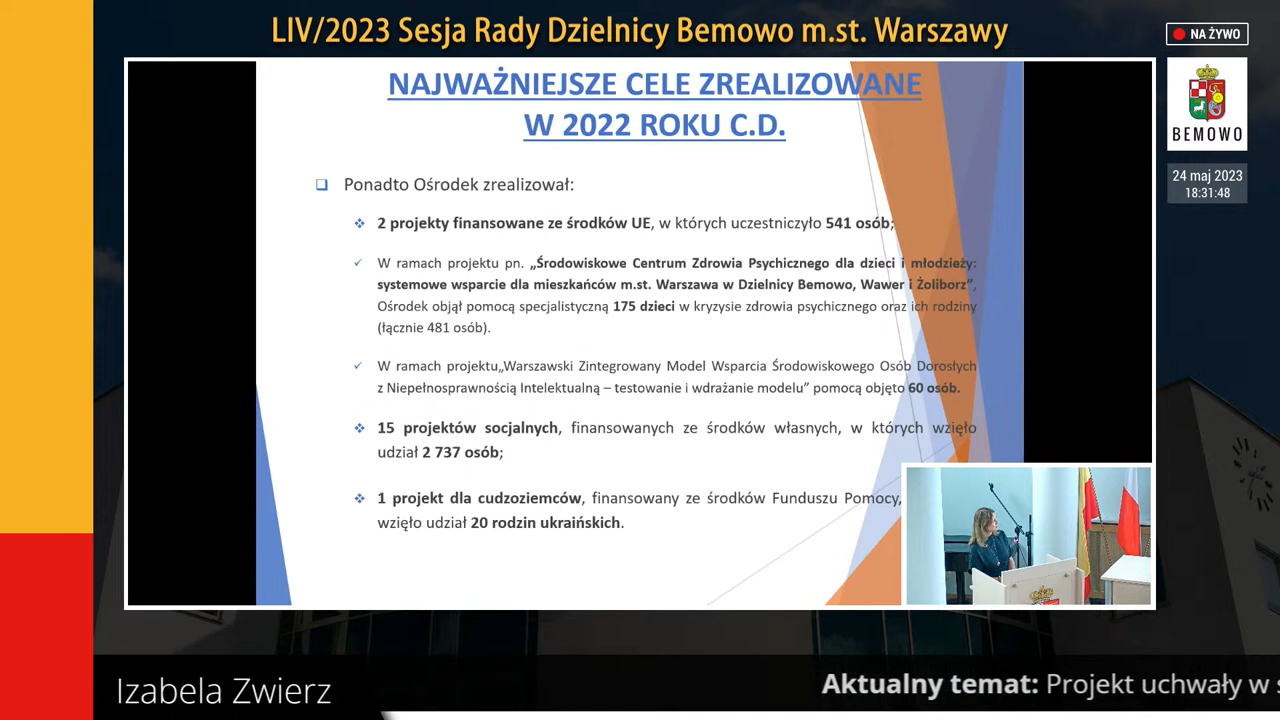 LIV/2023 Sesja Rady Dzielnicy Bemowo m.st. Warszawy
NA ŻYWO
BEMOWO
24 maj 2023
18:31:48
NAJWAŻNIEJSZE CELE ZREALIZOWANE
W 2022 ROKU C.D.
Ponadto Ośrodek zrealizował:
2 projekty finansowane ze środków UE, w których uczestniczyło 541 osób;
W ramach projektu pn. „Środowiskowe Centrum Zdrowia Psychicznego dla dzieci i młodzieży:
systemowe wsparcie dla mieszkańców m.st. Warszawa w Dzielnicy Bemowo, Wawer i Żoliborz”,
Ośrodek objął pomocą specjalistyczną 175 dzieci w kryzysie zdrowia psychicznego oraz ich rodziny
(łącznie 481 osób).
W ramach projektu„Warszawski Zintegrowany Model Wsparcia Środowiskowego Osób Dorosłych
z Niepełnosprawnością Intelektualną – testowanie i wdrażanie modelu” pomocą objęto 60 osób.
15 projektów socjalnych, finansowanych ze środków własnych, w których wzięło
udział 2 737 osób;
1 projekt dla cudzoziemców, finansowany ze środków Funduszu Pomocy,
wzięło udział 20 rodzin ukraińskich.
Izabela Zwierz
Aktualny temat: Projekt uchwały w s